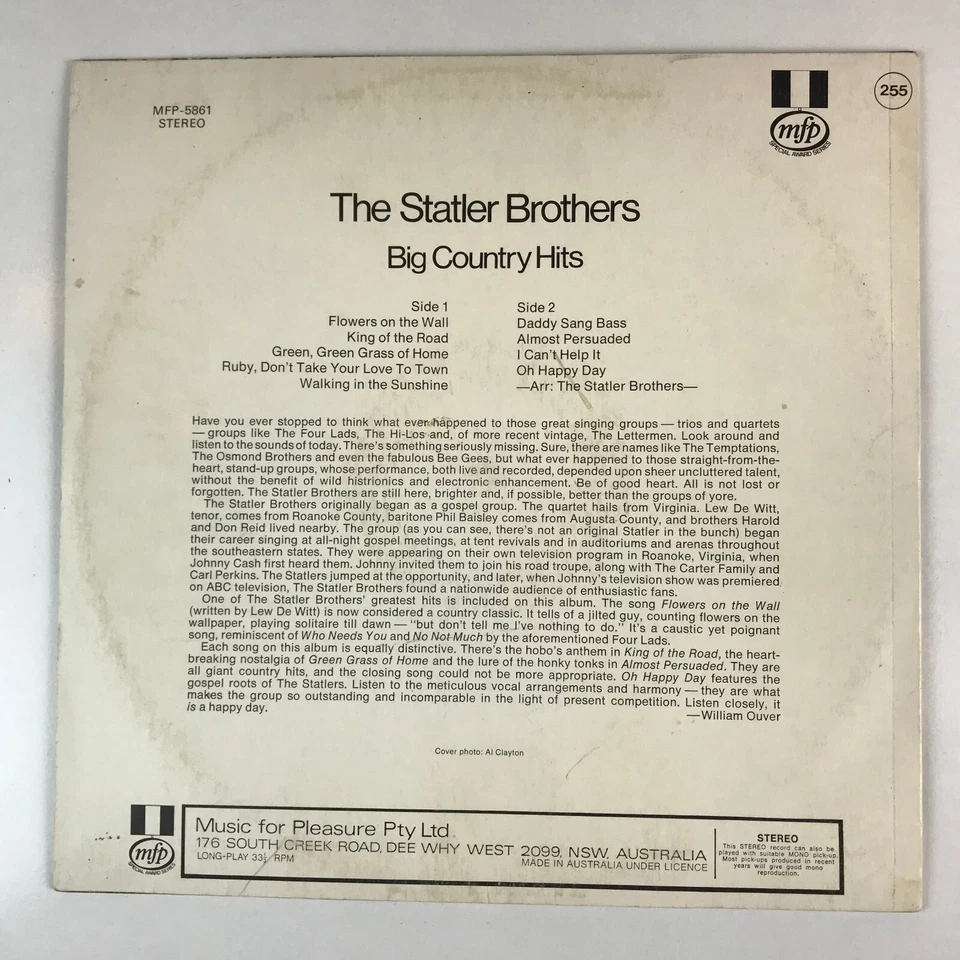 MFP-5861
STEREO
mfp
SPECIAL AWARD SERIES
255
The Statler Brothers
Big Country Hits
Side 1
Flowers on the Wall
King of the Road
Green, Green Grass of Home
Ruby, Don't Take Your Love To Town
Walking in the Sunshine
Side 2
Daddy Sang Bass
Almost Persuaded
I Can't Help It
Oh Happy Day
—Arr: The Statler Brothers—
Have you ever stopped to think what ever happened to those great singing groups — trios and quartets
— groups like The Four Lads, The Hi-Los and, of more recent vintage, The Lettermen. Look around and
listen to the sounds of today. There's something seriously missing. Sure, there are names like The Temptations,
The Osmond Brothers and even the fabulous Bee Gees, but what ever happened to those straight-from-the-
heart, stand-up groups, whose performance, both live and recorded, depended upon sheer uncluttered talent,
without the benefit of wild histrionics and electronic enhancement. Be of good heart. All is not lost or
forgotten. The Statler Brothers are still here, brighter and, if possible, better than the groups of yore.
The Statler Brothers originally began as a gospel group. The quartet hails from Virginia. Lew De Witt,
tenor, comes from Roanoke County, baritone Phil Baisley comes from Augusta County, and brothers Harold
and Don Reid lived nearby. The group (as you can see, there's not an original Statler in the bunch) began
their career singing at all-night gospel meetings, at tent revivals and in auditoriums and arenas throughout
the southeastern states. They were appearing on their own television program in Roanoke, Virginia, when
Johnny Cash first heard them. Johnny invited them to join his road troupe, along with The Carter Family and
Carl Perkins. The Statlers jumped at the opportunity, and later, when Johnny's television show was premiered
on ABC television, The Statler Brothers found a nationwide audience of enthusiastic fans.
One of The Statler Brothers' greatest hits is included on this album. The song Flowers on the Wall
(written by Lew De Witt) is now considered a country classic. It tells of a jilted guy, counting flowers on the
wallpaper, playing solitaire till dawn — "but don't tell me I've nothing to do." It's a caustic yet poignant
song, reminiscent of Who Needs You and No Not Much by the aforementioned Four Lads.
Each song on this album is equally distinctive. There's the hobo's anthem in King of the Road, the heart-
breaking nostalgia of Green Grass of Home and the lure of the honky tonks in Almost Persuaded. They are
all giant country hits, and the closing song could not be more appropriate. Oh Happy Day features the
gospel roots of The Statlers. Listen to the meticulous vocal arrangements and harmony — they are what
makes the group so outstanding and incomparable in the light of present competition. Listen closely, it
is a happy day.
—William Ouver
Cover photo: Al Clayton
mfp
SPECIAL AWARD SERIES
Music for Pleasure Pty Ltd.
176 SOUTH CREEK ROAD, DEE WHY WEST 2099, NSW, AUSTRALIA
LONG-PLAY 33⅓ RPM
MADE IN AUSTRALIA UNDER LICENCE
STEREO
This STEREO record can also be
played with suitable MONO pick-up.
Most pick-ups produced in recent
years will give good mono
reproduction.